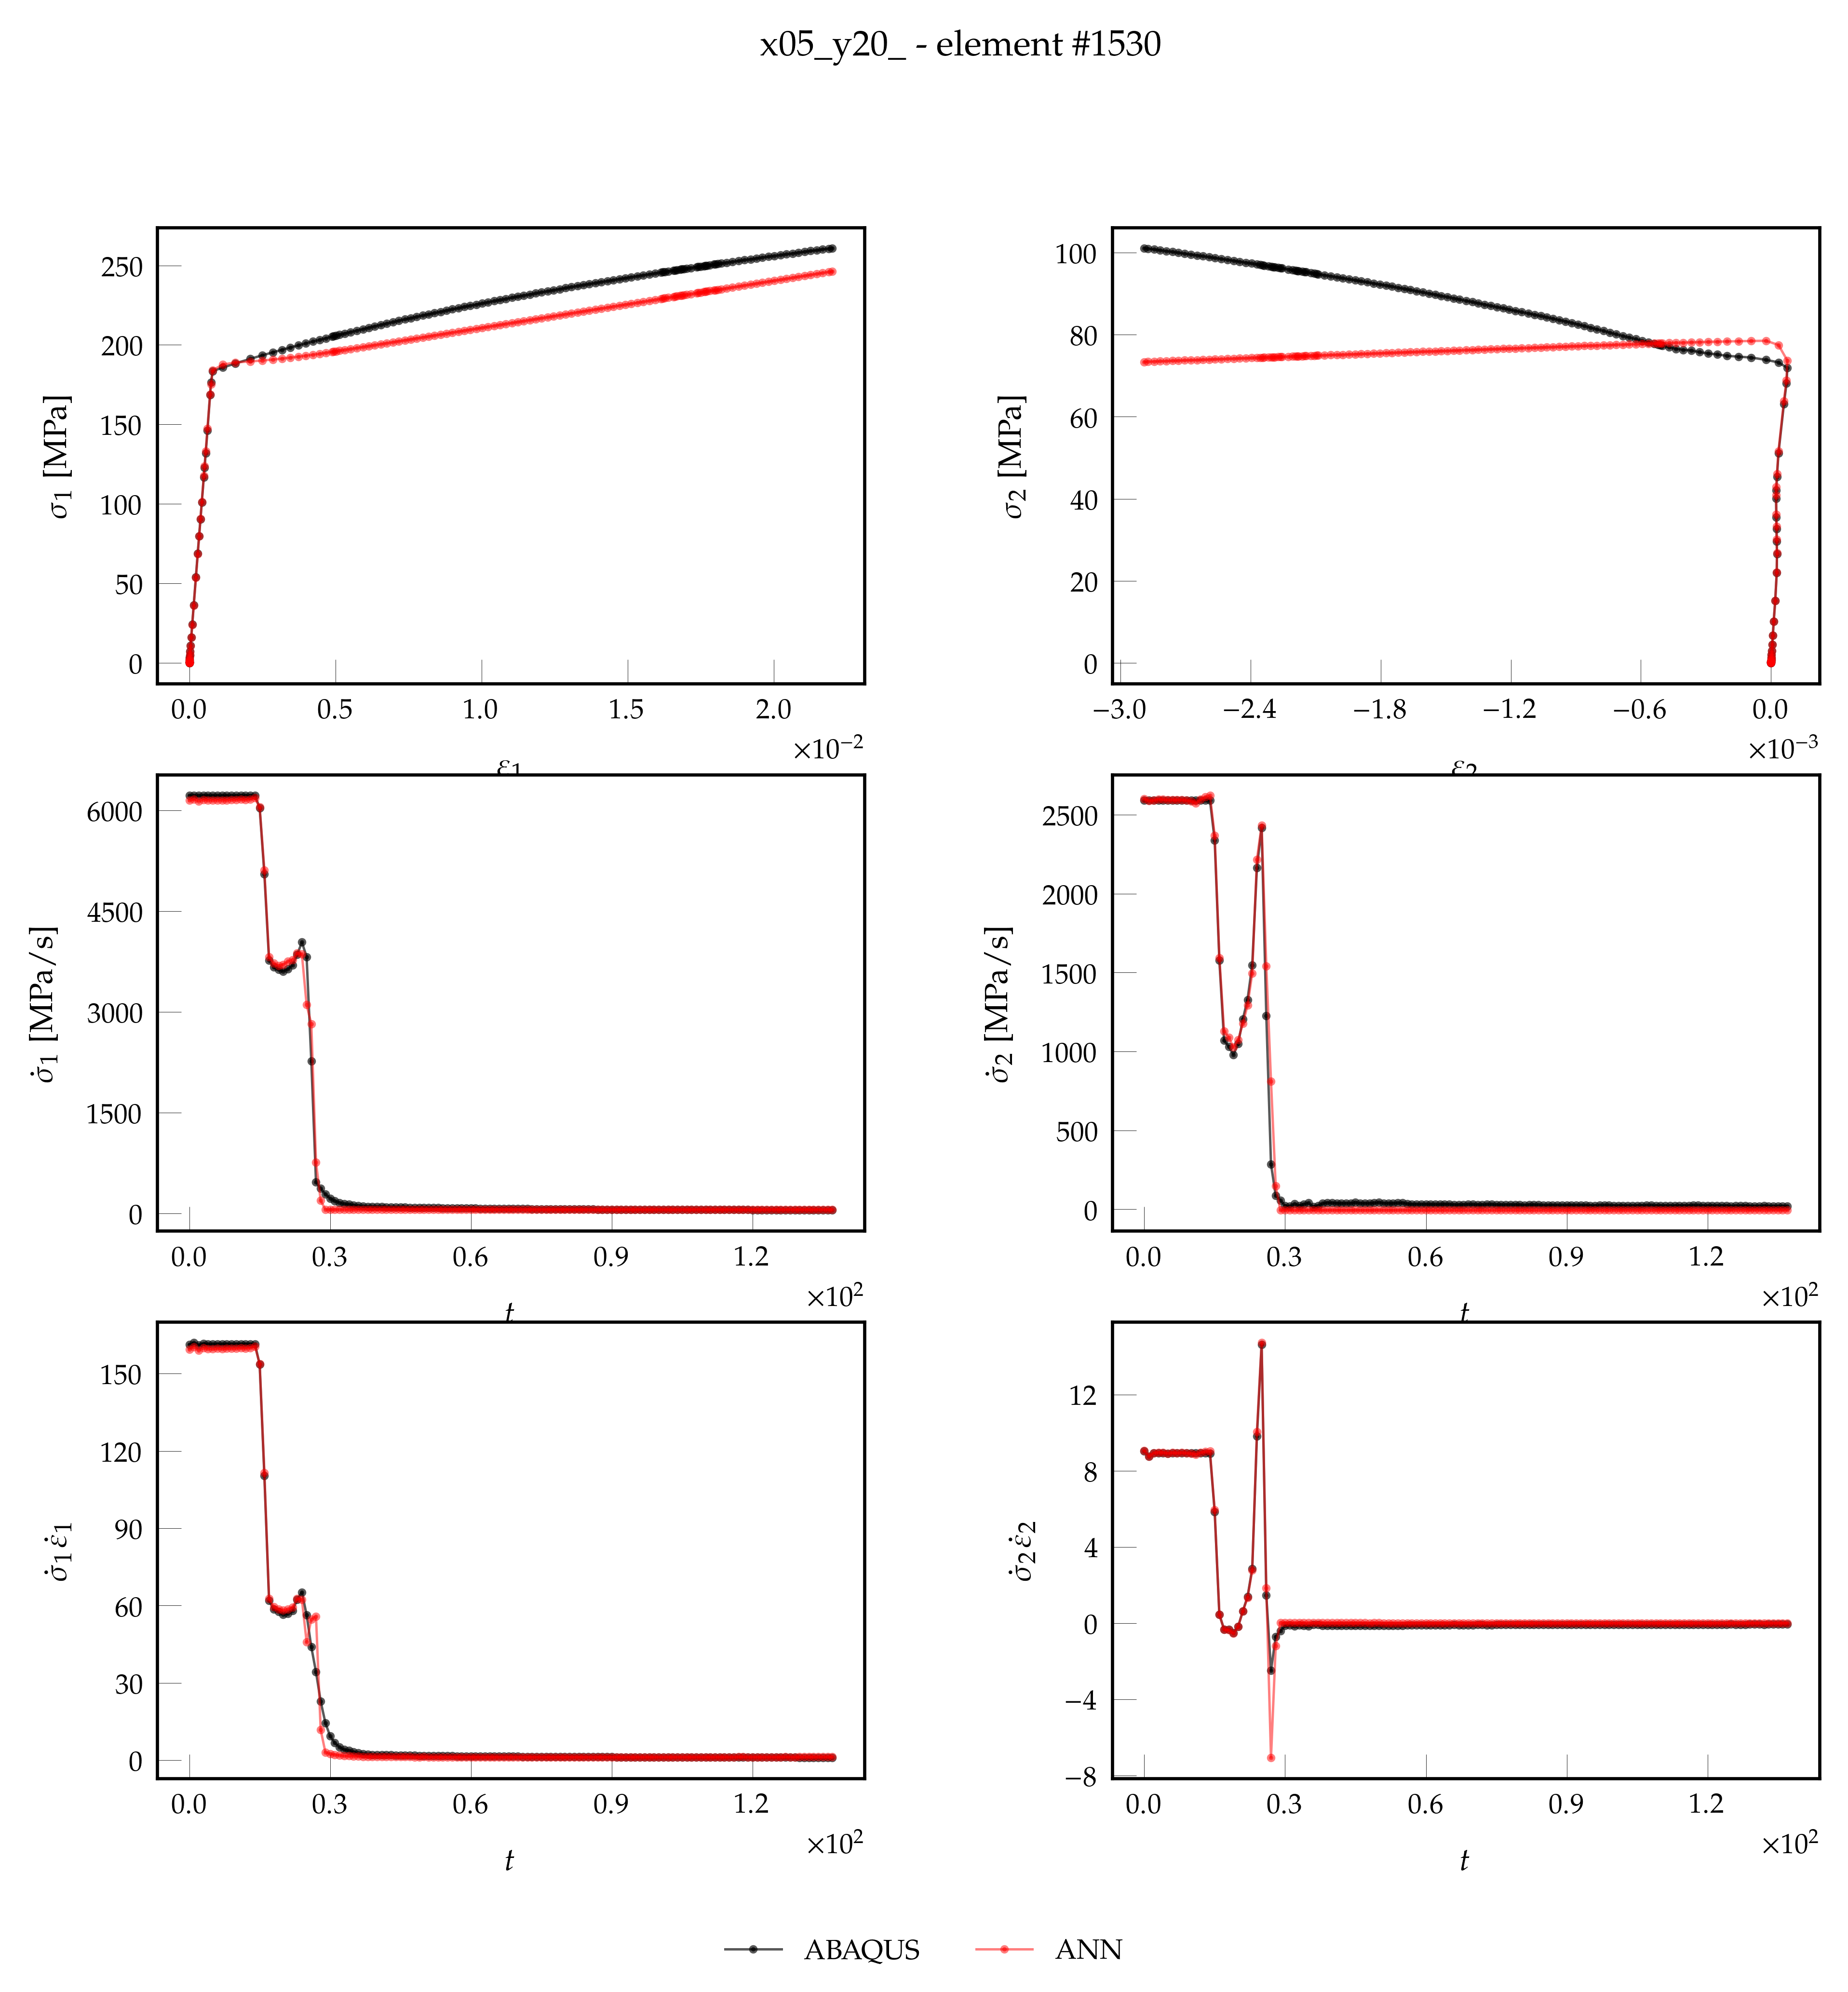 x05_y20_ - element #1530
σ₁ [MPa]
250
200
150
100
50
0
0.0 0.5 1.0 1.5 2.0
×10⁻²
ε₁
σ₂ [MPa]
100
80
60
40
20
0
−3.0 −2.4 −1.8 −1.2 −0.6 0.0
×10⁻³
ε₂
σ̇₁ [MPa/s]
6000
4500
3000
1500
0
0.0 0.3 0.6 0.9 1.2
×10²
t
σ̇₂ [MPa/s]
2500
2000
1500
1000
500
0
0.0 0.3 0.6 0.9 1.2
×10²
t
σ̇₁ε̇₁
150
120
90
60
30
0
0.0 0.3 0.6 0.9 1.2
×10²
t
σ̇₂ε̇₂
12
8
4
0
−4
−8
0.0 0.3 0.6 0.9 1.2
×10²
t
ABAQUS ANN